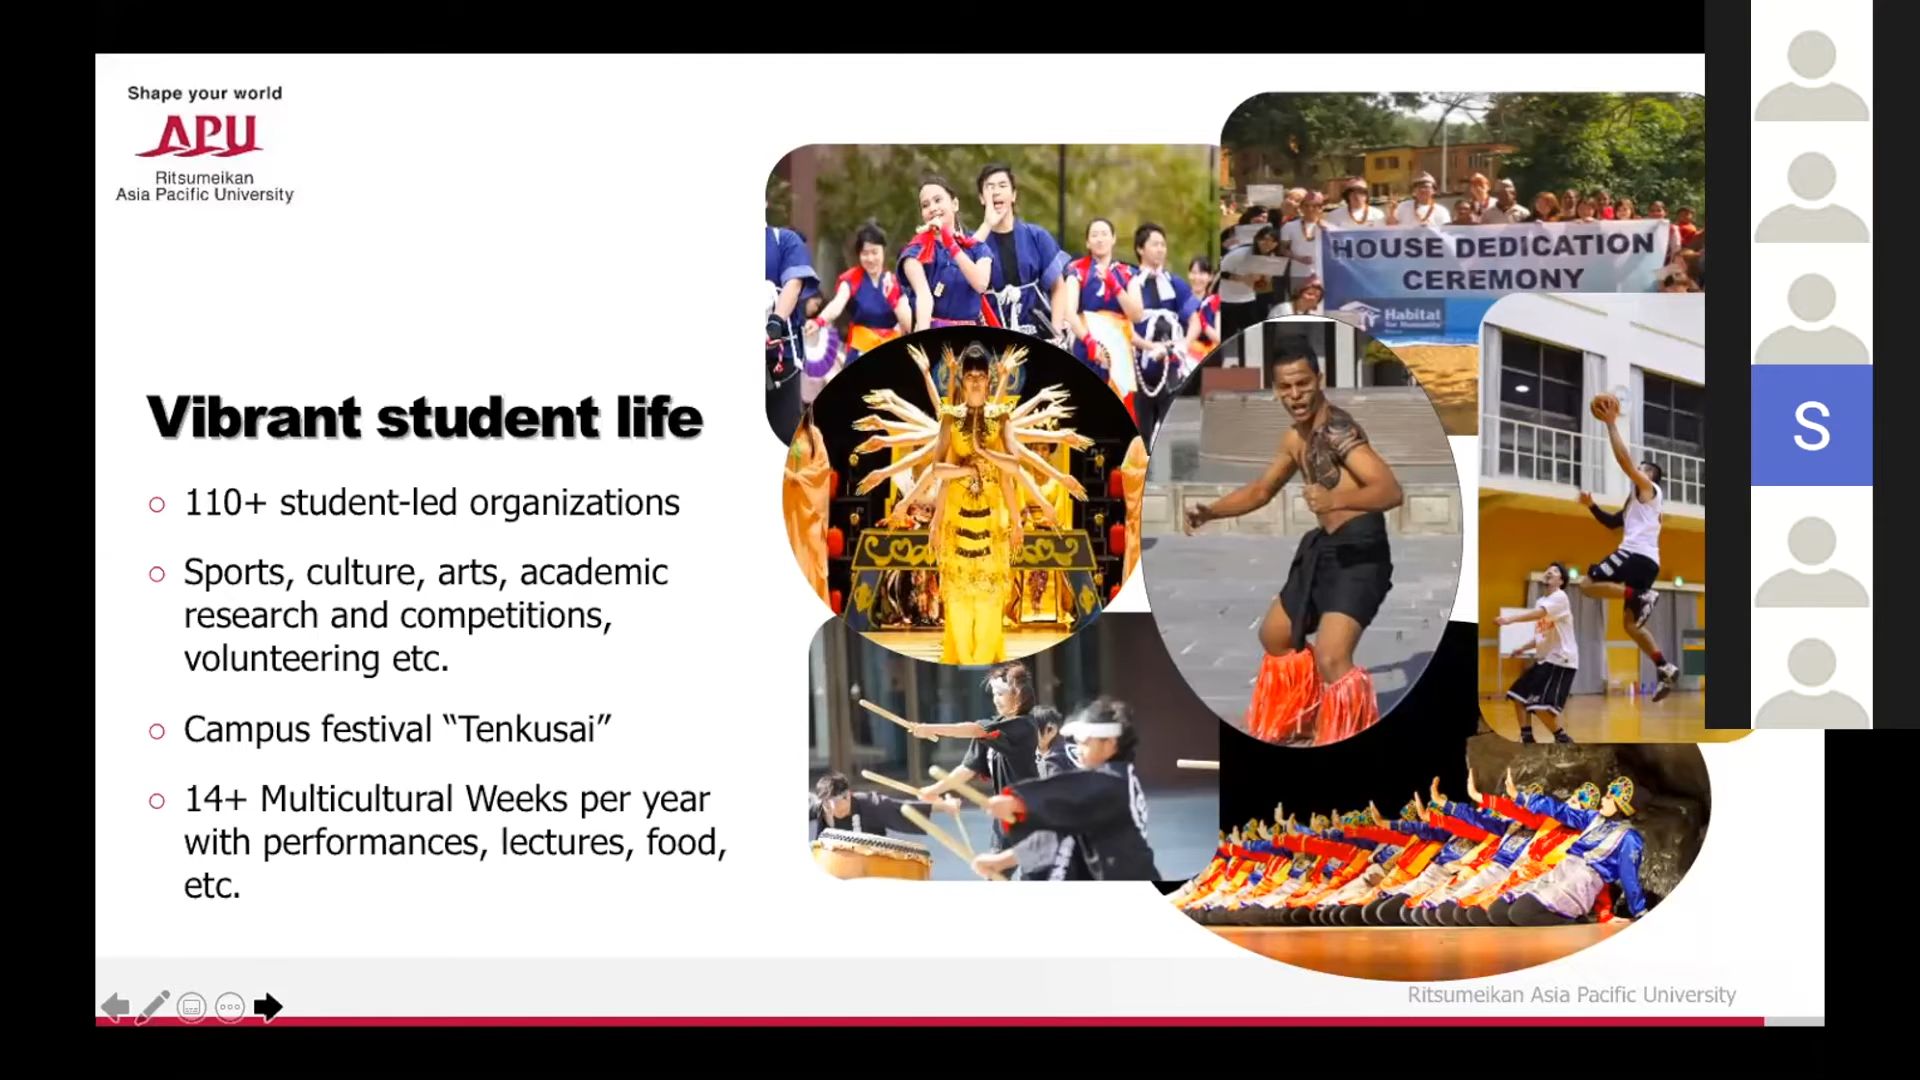 Shape your world
APU
Ritsumeikan
Asia Pacific University
HOUSE DEDICATION
CEREMONY
Habitat
for Humanity
Vibrant student life
110+ student-led organizations
Sports, culture, arts, academic
research and competitions,
volunteering etc.
Campus festival “Tenkusai”
14+ Multicultural Weeks per year
with performances, lectures, food,
etc.
S
Ritsumeikan Asia Pacific University